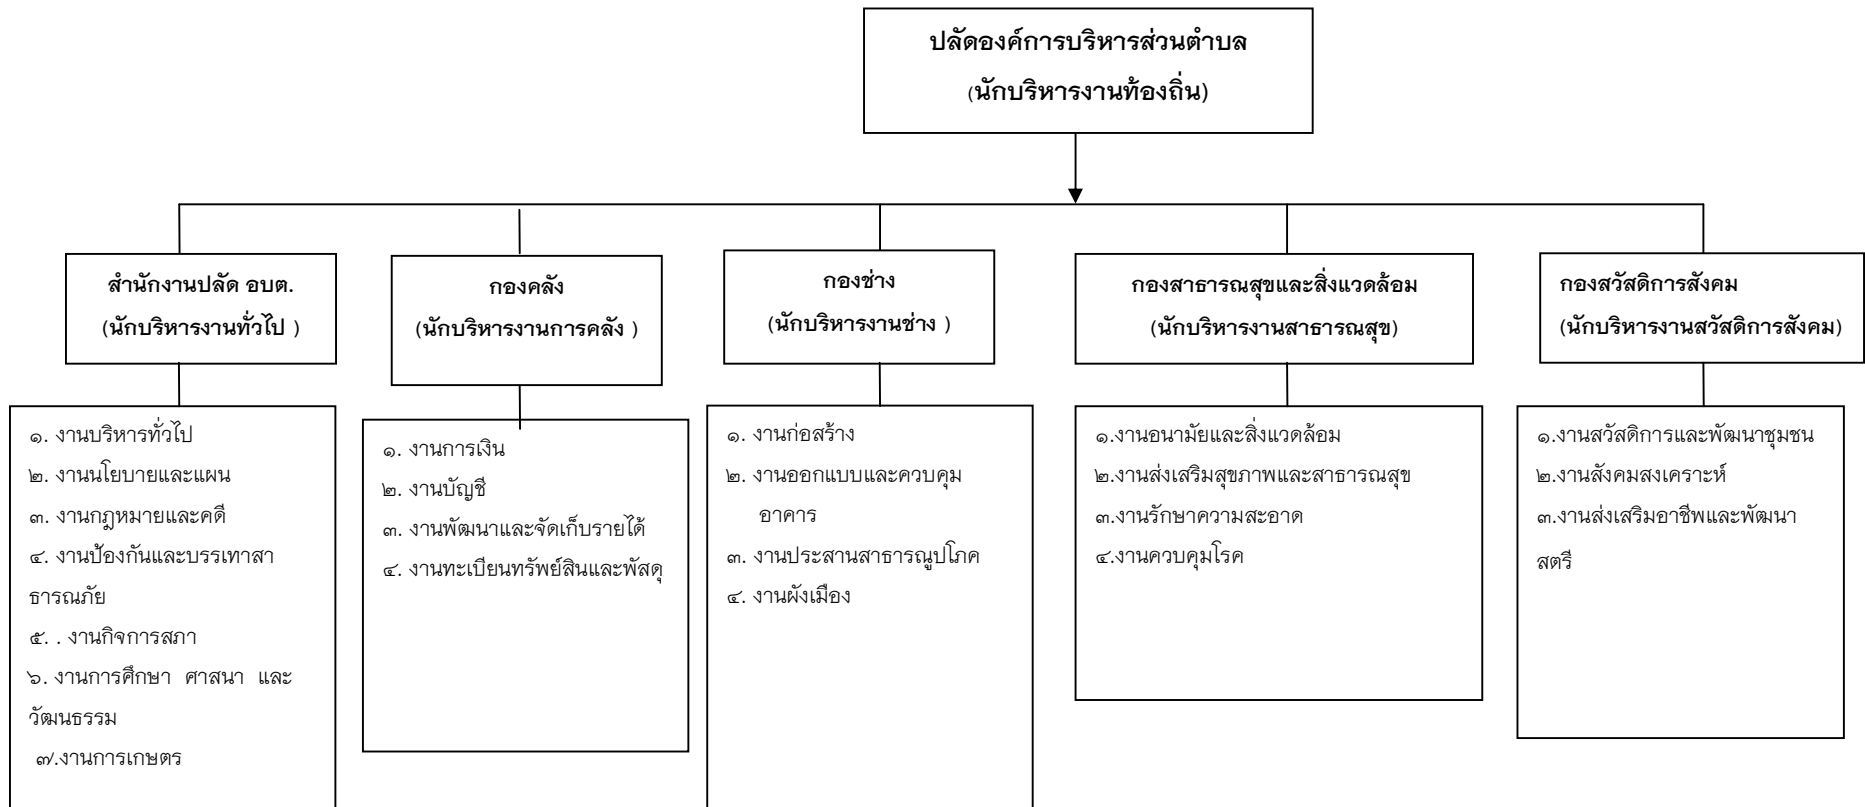 ปลัดองค์การบริหารส่วนตำบล
(นักบริหารงานท้องถิ่น)
สำนักงานปลัด อบต.
(นักบริหารงานทั่วไป )
กองคลัง
(นักบริหารงานการคลัง )
กองช่าง
(นักบริหารงานช่าง )
กองสาธารณสุขและสิ่งแวดล้อม
(นักบริหารงานสาธารณสุข)
กองสวัสดิการสังคม
(นักบริหารงานสวัสดิการสังคม)
๑. งานบริหารทั่วไป
๒. งานนโยบายและแผน
๓. งานกฎหมายและคดี
๔. งานป้องกันและบรรเทาสา
ธารณภัย
๕. . งานกิจการสภา
๖. งานการศึกษา ศาสนา และ
วัฒนธรรม
๗.งานการเกษตร
๑. งานการเงิน
๒. งานบัญชี
๓. งานพัฒนาและจัดเก็บรายได้
๔. งานทะเบียนทรัพย์สินและพัสดุ
๑. งานก่อสร้าง
๒. งานออกแบบและควบคุม
อาคาร
๓. งานประสานสาธารณูปโภค
๔. งานผังเมือง
๑.งานอนามัยและสิ่งแวดล้อม
๒.งานส่งเสริมสุขภาพและสาธารณสุข
๓.งานรักษาความสะอาด
๔.งานควบคุมโรค
๑.งานสวัสดิการและพัฒนาชุมชน
๒.งานสังคมสงเคราะห์
๓.งานส่งเสริมอาชีพและพัฒนา
สตรี